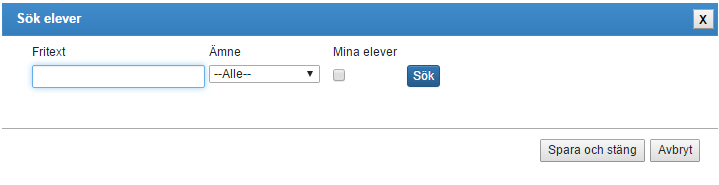 Sök elever X
Fritext Ämne Mina elever
--Alle-- Sök
Spara och stäng Avbryt